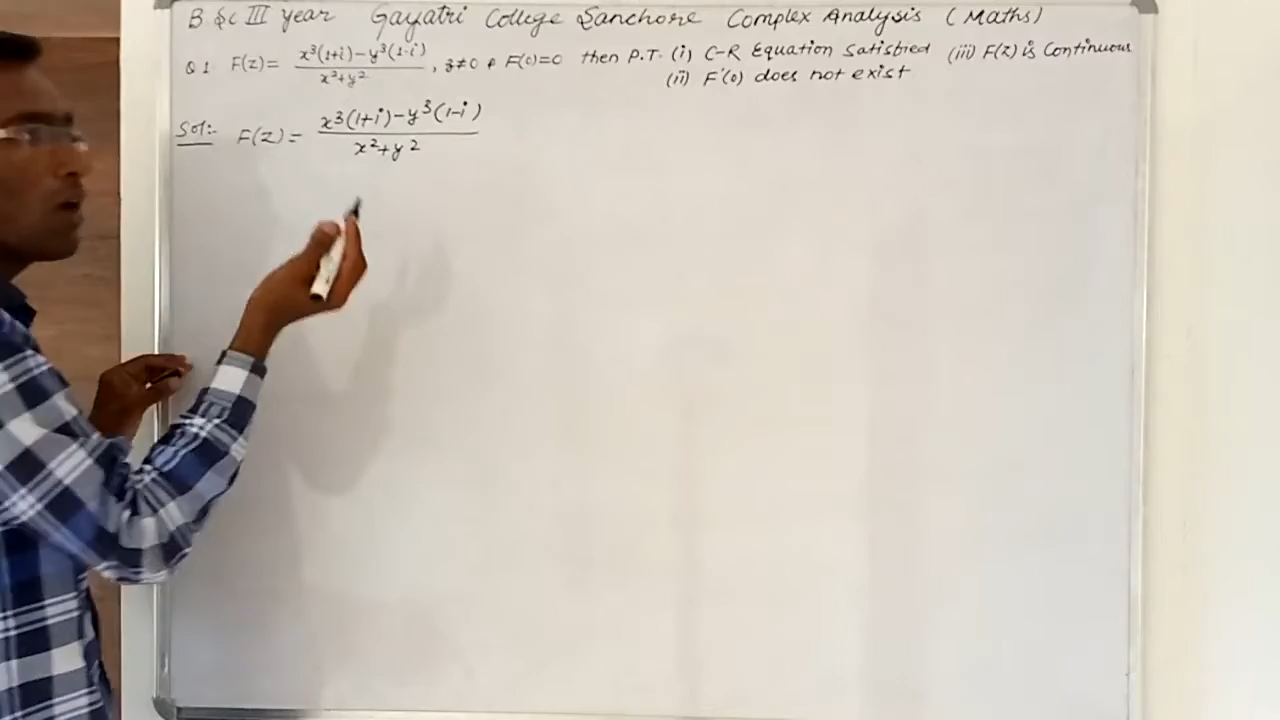 B Sc III year Gayatri College Sanchore Complex Analysis (Maths)
Q 1 F(z)= x³(1+i)-y³(1-i) / x²+y² , z≠0 & F(0)=0 then P.T. (i) C-R Equation Satisbied (iii) F(z) is Continuous
(ii) F'(0) does not exist
Sol:- F(z) = x³(1+i)-y³(1-i) / x²+y²